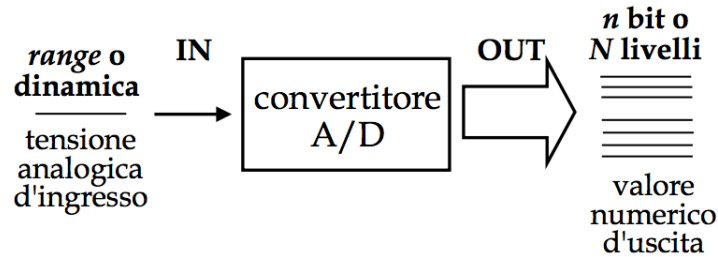 range o
dinamica
tensione
analogica
d'ingresso
IN
convertitore
A/D
OUT
n bit o
N livelli
valore
numerico
d'uscita